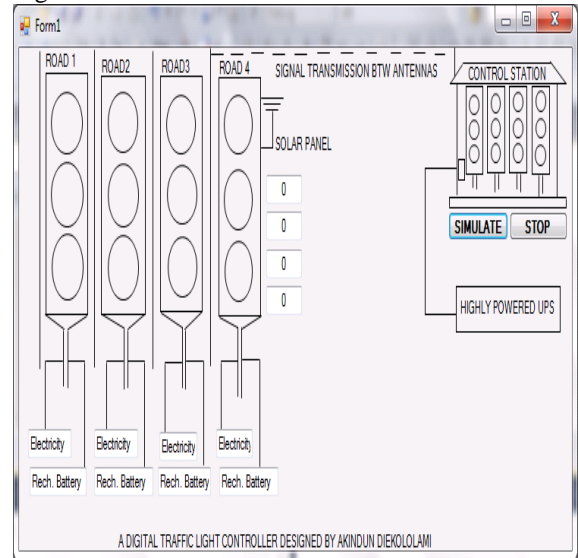 Form1
ROAD 1 ROAD2 ROAD3 ROAD 4 SIGNAL TRANSMISSION BTW ANTENNAS CONTROL STATION
SOLAR PANEL
0
0
0
0
SIMULATE STOP
HIGHLY POWERED UPS
Electricity Electricity Electricity Electricity
Rech. Battery Rech. Battery Rech. Battery Rech. Battery
A DIGITAL TRAFFIC LIGHT CONTROLLER DESIGNED BY AKINDUN DIEKOLOLAMI